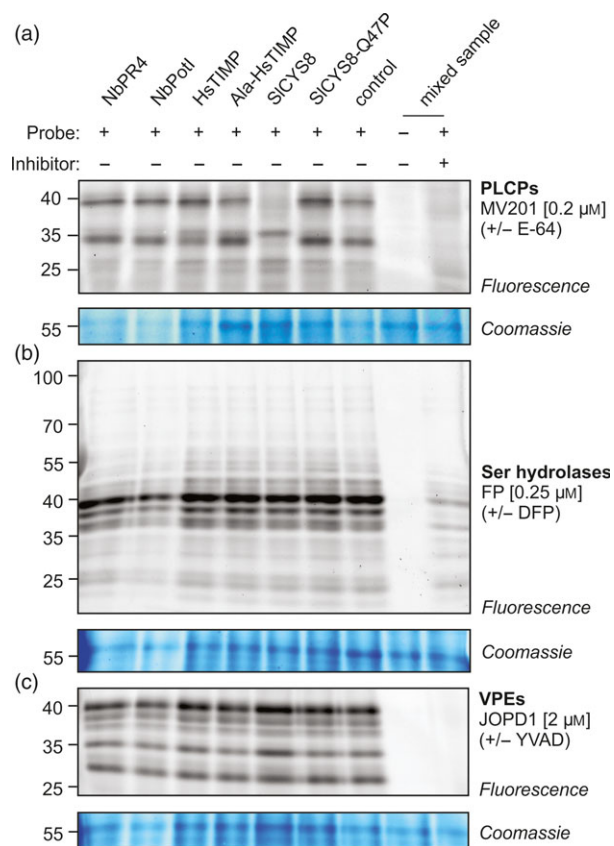 (a)
NbPR4 NbPotI HsTIMP Ala-HsTIMP SlCYS8 SlCYS8-Q47P control mixed sample
Probe: + + + + + + + – +
Inhibitor: – – – – – – – – +
40
35
25
PLCPs
MV201 [0.2 μM]
(+/– E-64)
Fluorescence
55
Coomassie
(b)
100
70
55
40
35
25
Ser hydrolases
FP [0.25 μM]
(+/– DFP)
Fluorescence
55
Coomassie
(c)
40
35
25
VPEs
JOPD1 [2 μM]
(+/– YVAD)
Fluorescence
55
Coomassie